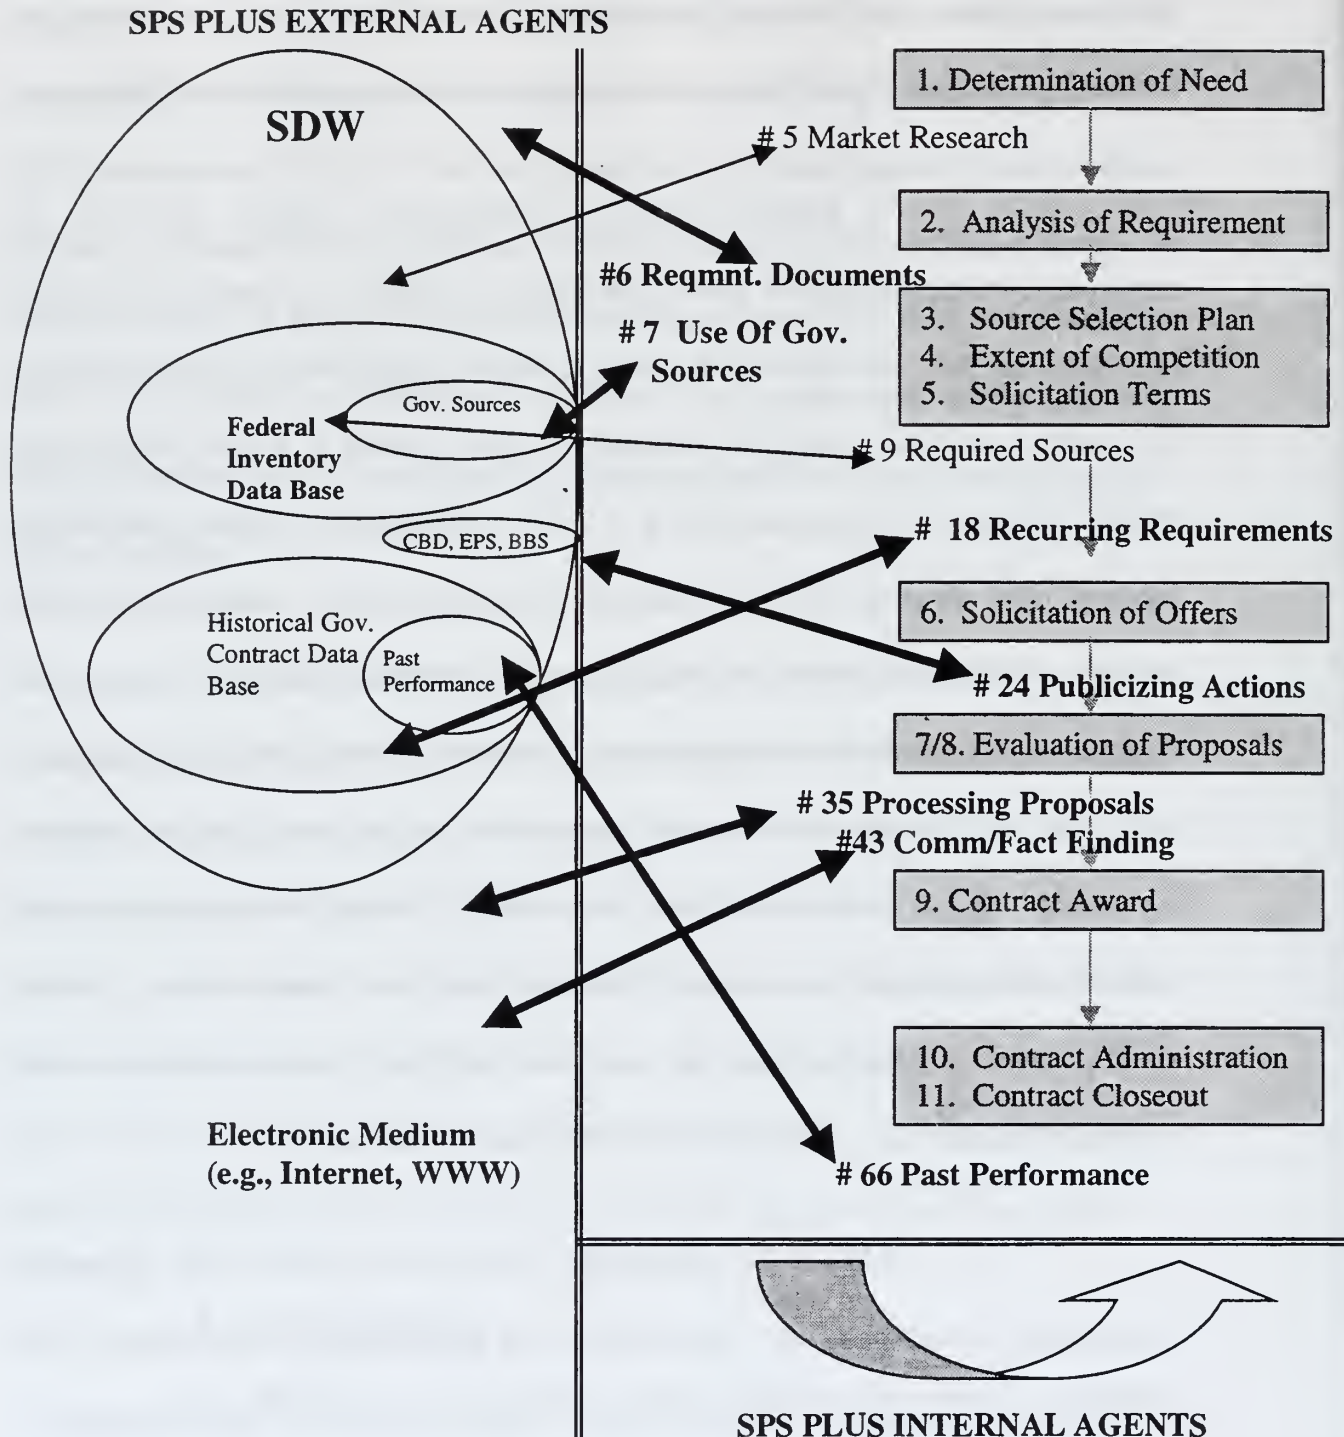 SPS PLUS EXTERNAL AGENTS
SDW
1. Determination of Need
# 5 Market Research
2. Analysis of Requirement
#6 Reqmnt. Documents
3. Source Selection Plan
4. Extent of Competition
5. Solicitation Terms
# 7 Use Of Gov.
Sources
Gov. Sources
Federal
Inventory
Data Base
# 9 Required Sources
CBD, EPS, BBS
# 18 Recurring Requirements
6. Solicitation of Offers
Historical Gov.
Contract Data
Base
Past
Performance
# 24 Publicizing Actions
7/8. Evaluation of Proposals
# 35 Processing Proposals
#43 Comm/Fact Finding
9. Contract Award
10. Contract Administration
11. Contract Closeout
Electronic Medium
(e.g., Internet, WWW)
# 66 Past Performance
SPS PLUS INTERNAL AGENTS